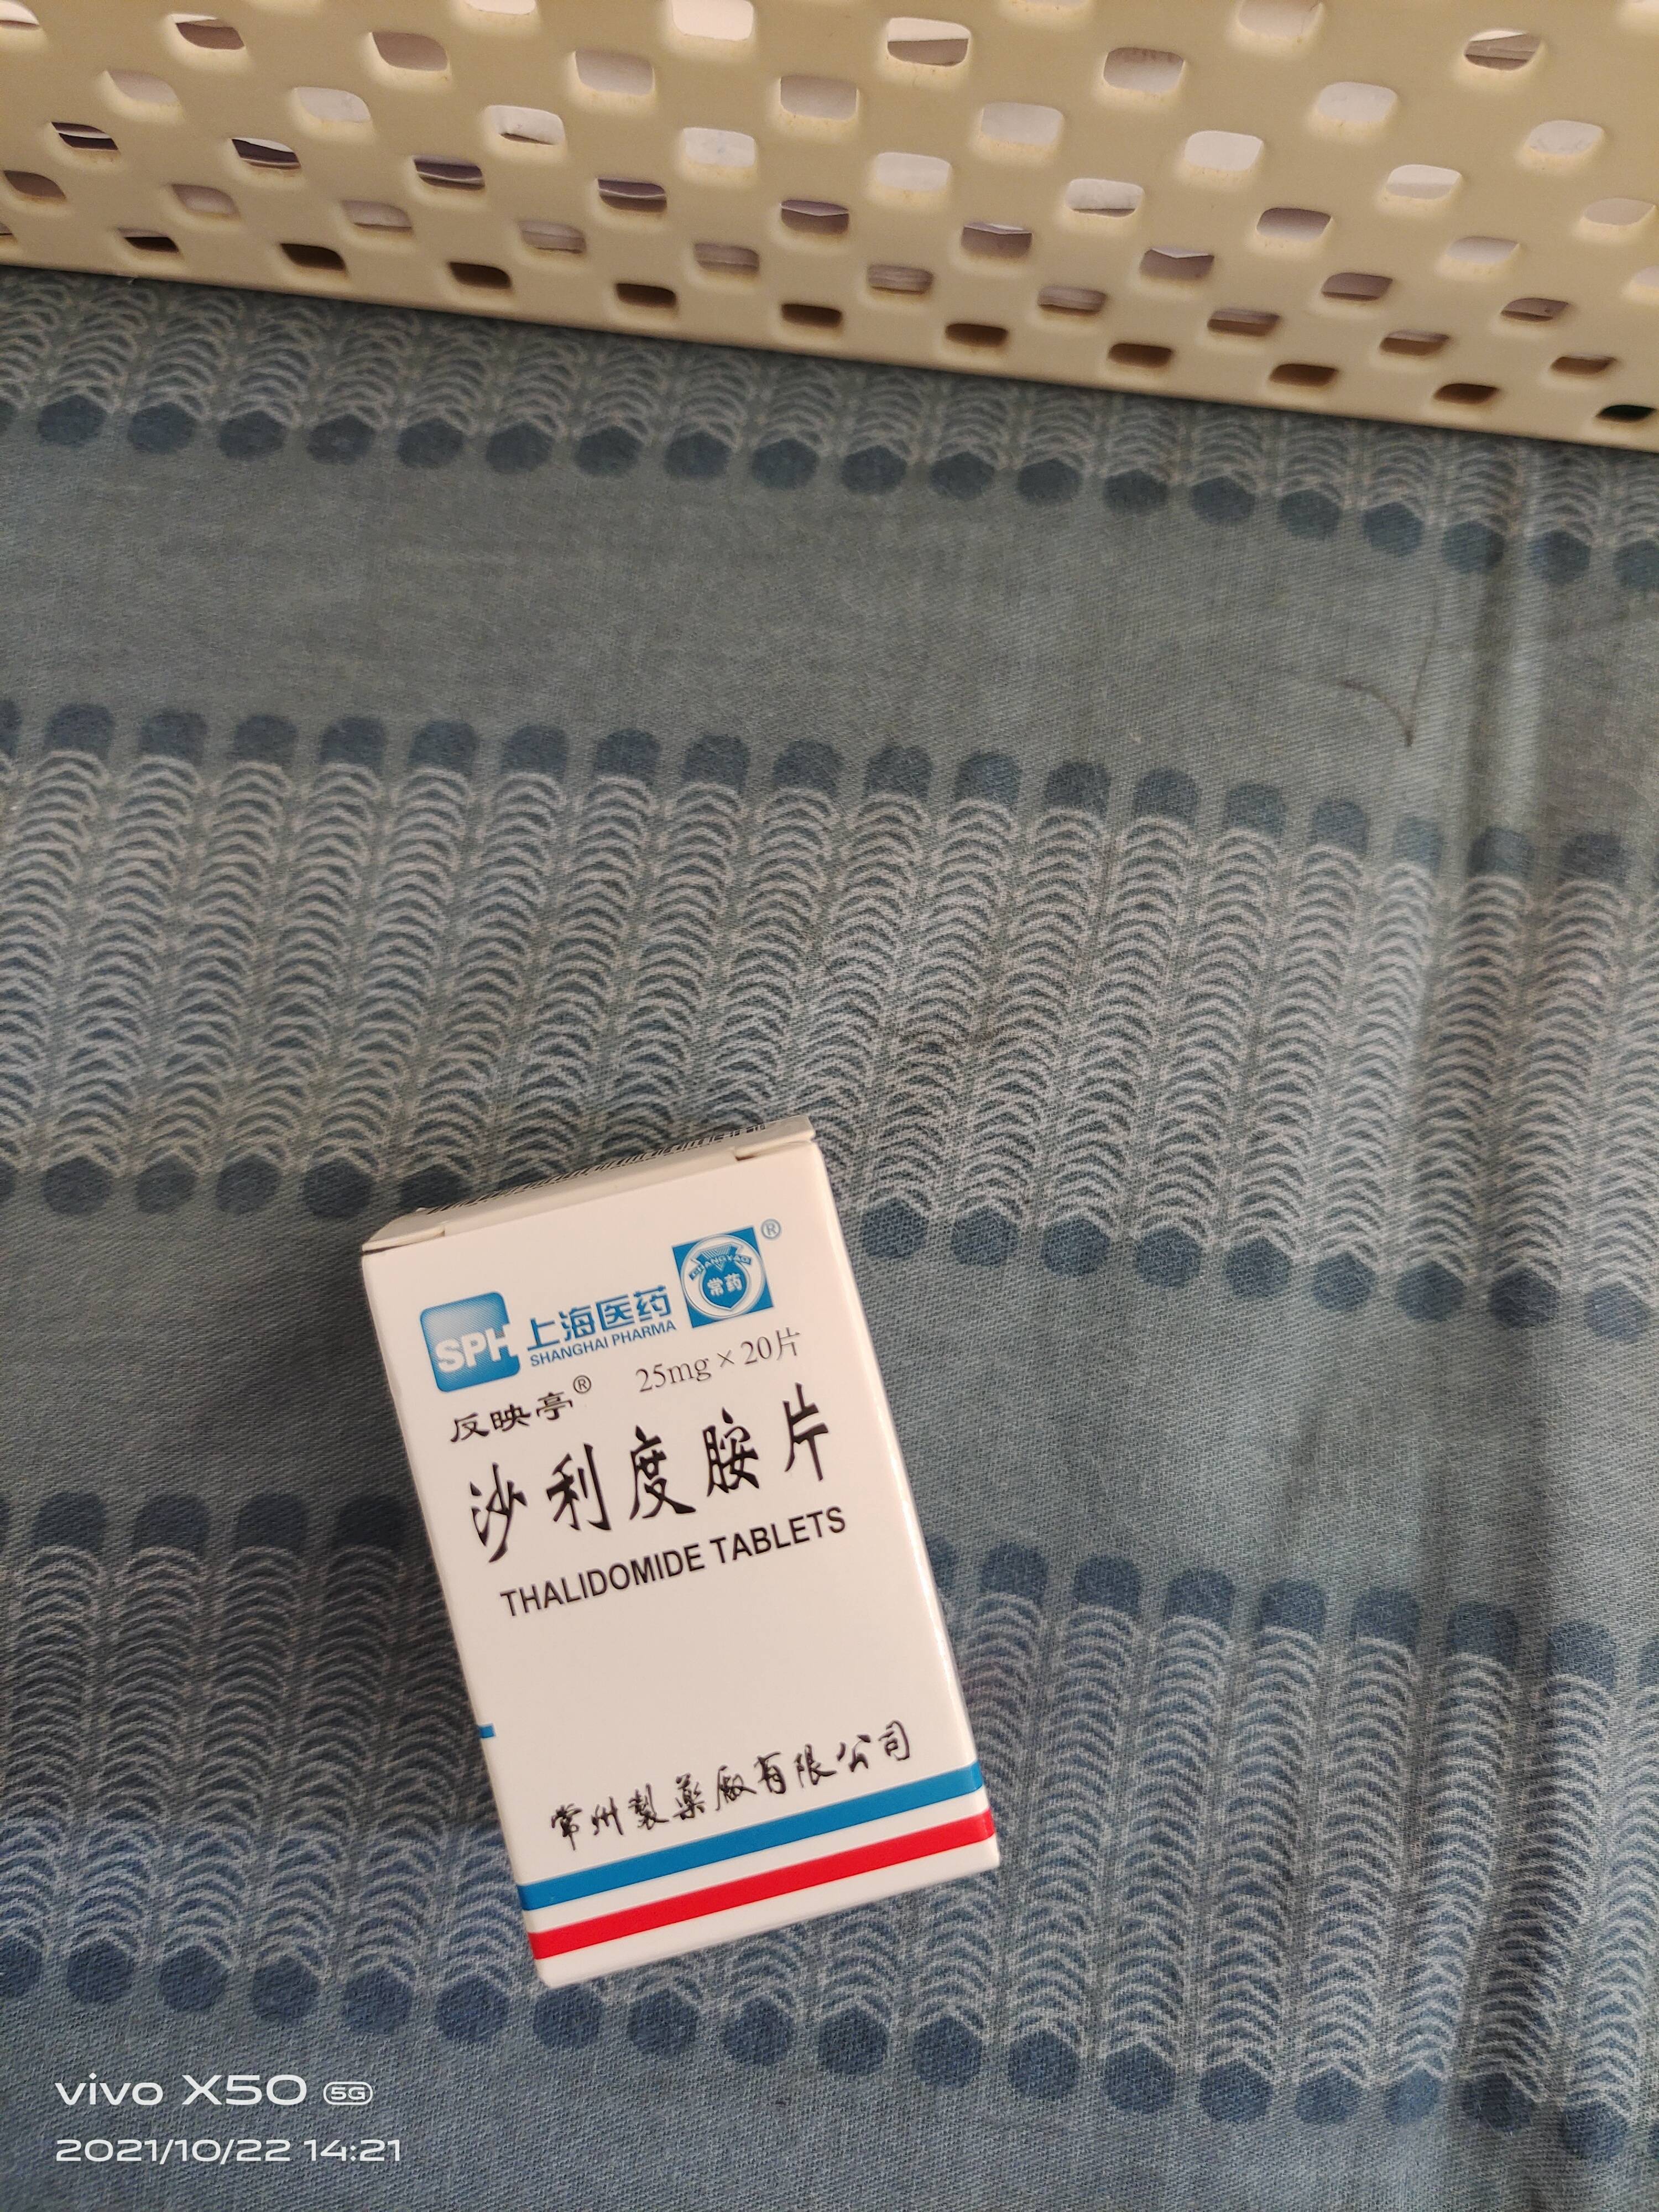 SPH 上海医药
SHANGHAI PHARMA
CHANGYAO
常药
®
25mg×20片
反映亭®
沙利度胺片
THALIDOMIDE TABLETS
常州製藥厰有限公司
vivo X50 5G
2021/10/22 14:21